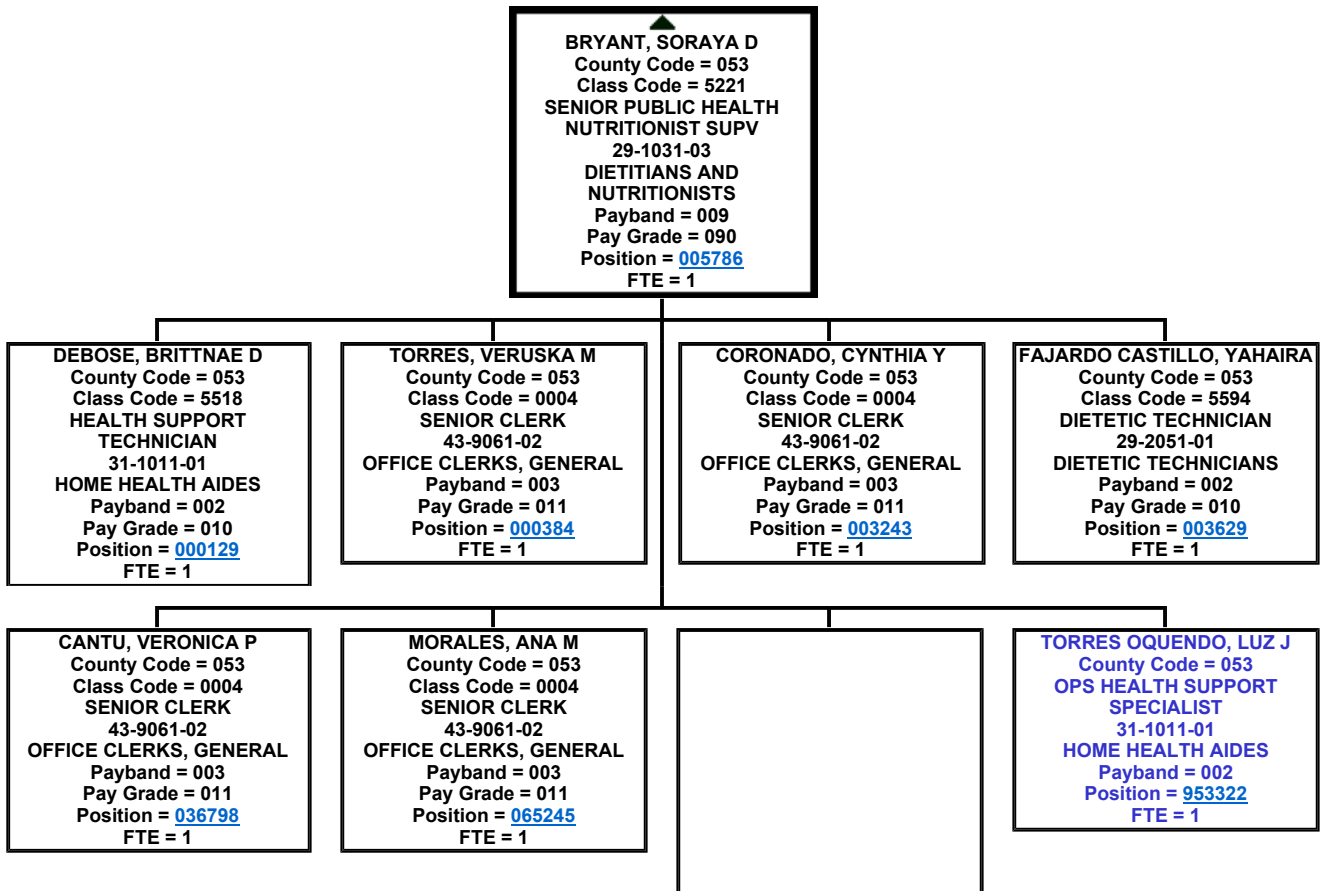 BRYANT, SORAYA D
County Code = 053
Class Code = 5221
SENIOR PUBLIC HEALTH
NUTRITIONIST SUPV
29-1031-03
DIETITIANS AND
NUTRITIONISTS
Payband = 009
Pay Grade = 090
Position = 005786
FTE = 1
DEBOSE, BRITTNAE D
County Code = 053
Class Code = 5518
HEALTH SUPPORT
TECHNICIAN
31-1011-01
HOME HEALTH AIDES
Payband = 002
Pay Grade = 010
Position = 000129
FTE = 1
TORRES, VERUSKA M
County Code = 053
Class Code = 0004
SENIOR CLERK
43-9061-02
OFFICE CLERKS, GENERAL
Payband = 003
Pay Grade = 011
Position = 000384
FTE = 1
CORONADO, CYNTHIA Y
County Code = 053
Class Code = 0004
SENIOR CLERK
43-9061-02
OFFICE CLERKS, GENERAL
Payband = 003
Pay Grade = 011
Position = 003243
FTE = 1
FAJARDO CASTILLO, YAHAIRA
County Code = 053
Class Code = 5594
DIETETIC TECHNICIAN
29-2051-01
DIETETIC TECHNICIANS
Payband = 002
Pay Grade = 010
Position = 003629
FTE = 1
CANTU, VERONICA P
County Code = 053
Class Code = 0004
SENIOR CLERK
43-9061-02
OFFICE CLERKS, GENERAL
Payband = 003
Pay Grade = 011
Position = 036798
FTE = 1
MORALES, ANA M
County Code = 053
Class Code = 0004
SENIOR CLERK
43-9061-02
OFFICE CLERKS, GENERAL
Payband = 003
Pay Grade = 011
Position = 065245
FTE = 1
TORRES OQUENDO, LUZ J
County Code = 053
OPS HEALTH SUPPORT
SPECIALIST
31-1011-01
HOME HEALTH AIDES
Payband = 002
Position = 953322
FTE = 1